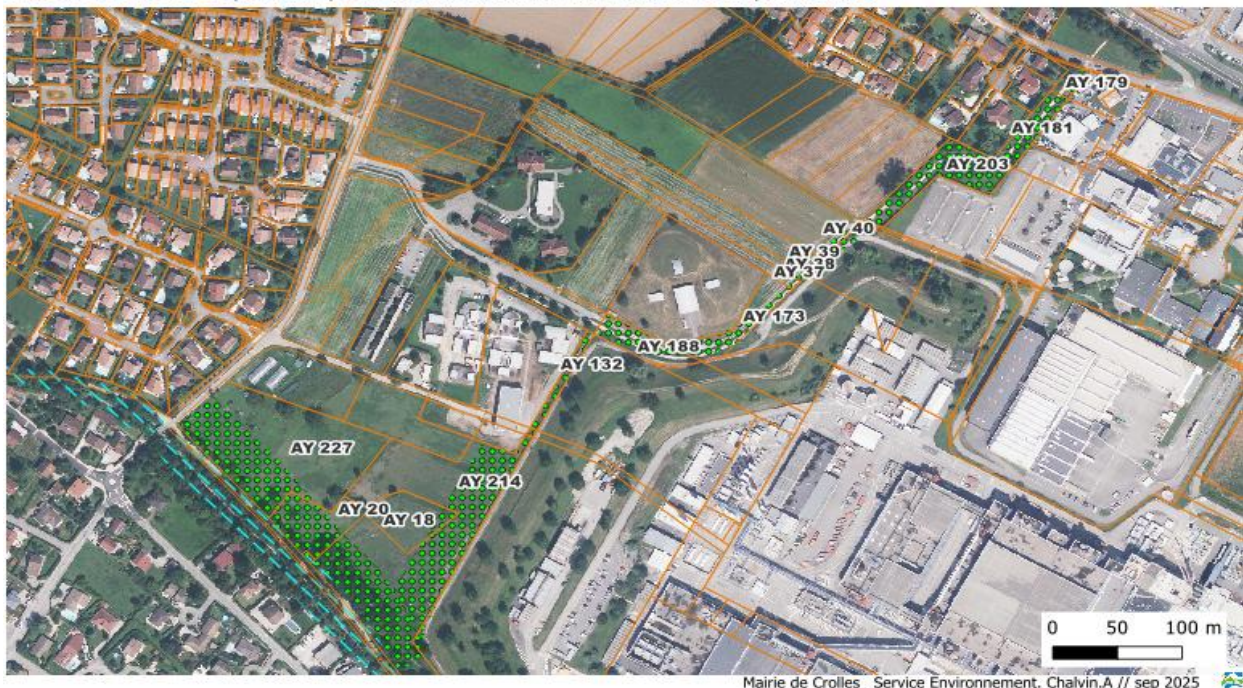 AY 179
AY 181
AY 203
AY 40
AY 39
AY 37
AY 173
AY 188
AY 132
AY 227
AY 214
AY 20
AY 18
0 50 100 m
Mairie de Crolles Service Environnement. Chalvin.A // sep 2025